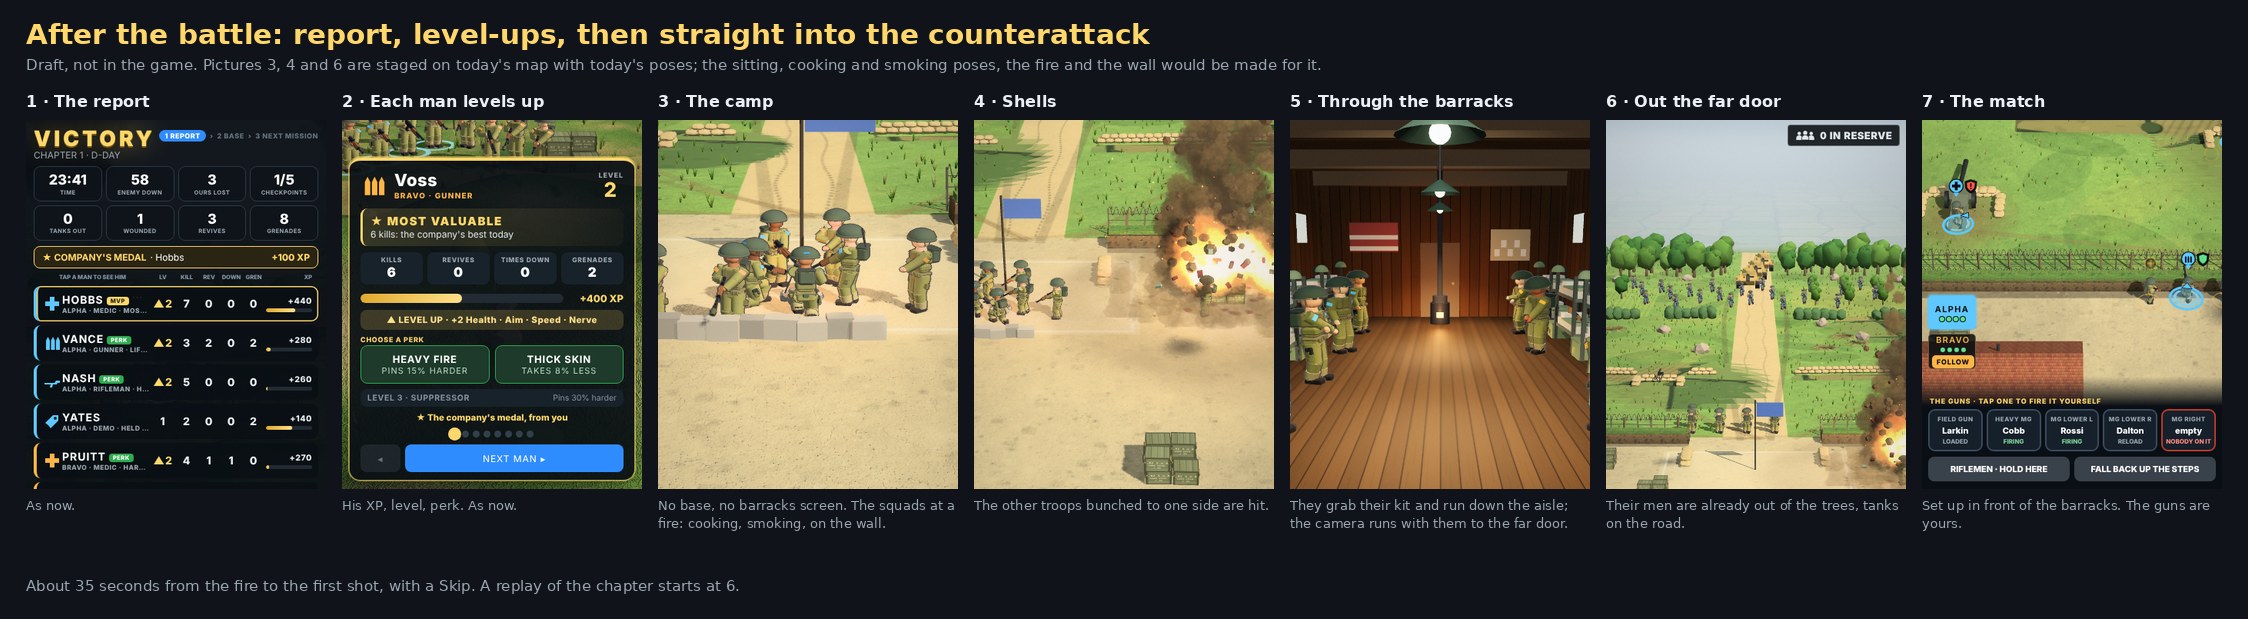 After the battle: report, level-ups, then straight into the counterattack
Draft, not in the game. Pictures 3, 4 and 6 are staged on today's map with today's poses; the sitting, cooking and smoking poses, the fire and the wall would be made for it.
1 · The report
VICTORY
1 REPORT › 2 BASE › 3 NEXT MISSION
CHAPTER 1 · D-DAY
23:41 58 3 1/5
TIME ENEMY DOWN OURS LOST CHECKPOINTS
0 1 3 8
TANKS OUT WOUNDED REVIVES GRENADES
★ COMPANY'S MEDAL · Hobbs +100 XP
TAP A MAN TO SEE HIM LV KILL REV DOWN GREN XP
HOBBS MVP ▲2 7 0 0 0 +440
ALPHA · MEDIC · MOS...
VANCE PERK ▲2 3 2 0 2 +280
ALPHA · GUNNER · LIF...
NASH PERK ▲2 5 0 0 0 +260
ALPHA · RIFLEMAN · H...
YATES 1 2 0 0 2 +140
ALPHA · DEMO · HELD ...
PRUITT PERK ▲2 4 1 1 0 +270
BRAVO · MEDIC · HAR...
As now.
2 · Each man levels up
Voss
BRAVO · GUNNER
LEVEL
2
★ MOST VALUABLE
6 kills: the company's best today
KILLS REVIVES TIMES DOWN GRENADES
6 0 0 2
+400 XP
▲ LEVEL UP · +2 Health · Aim · Speed · Nerve
CHOOSE A PERK
HEAVY FIRE
PINS 15% HARDER
THICK SKIN
TAKES 8% LESS
LEVEL 3 · SUPPRESSOR Pins 30% harder
★ The company's medal, from you
◂ NEXT MAN ▸
His XP, level, perk. As now.
3 · The camp
No base, no barracks screen. The squads at a
fire: cooking, smoking, on the wall.
4 · Shells
The other troops bunched to one side are hit.
5 · Through the barracks
They grab their kit and run down the aisle;
the camera runs with them to the far door.
6 · Out the far door
0 IN RESERVE
Their men are already out of the trees, tanks
on the road.
7 · The match
ALPHA
BRAVO
FOLLOW
THE GUNS · TAP ONE TO FIRE IT YOURSELF
FIELD GUN HEAVY MG MG LOWER L MG LOWER R MG RIGHT
Larkin Cobb Rossi Dalton empty
LOADED FIRING FIRING RELOAD NOBODY ON IT
RIFLEMEN · HOLD HERE FALL BACK UP THE STEPS
Set up in front of the barracks. The guns are
yours.
About 35 seconds from the fire to the first shot, with a Skip. A replay of the chapter starts at 6.